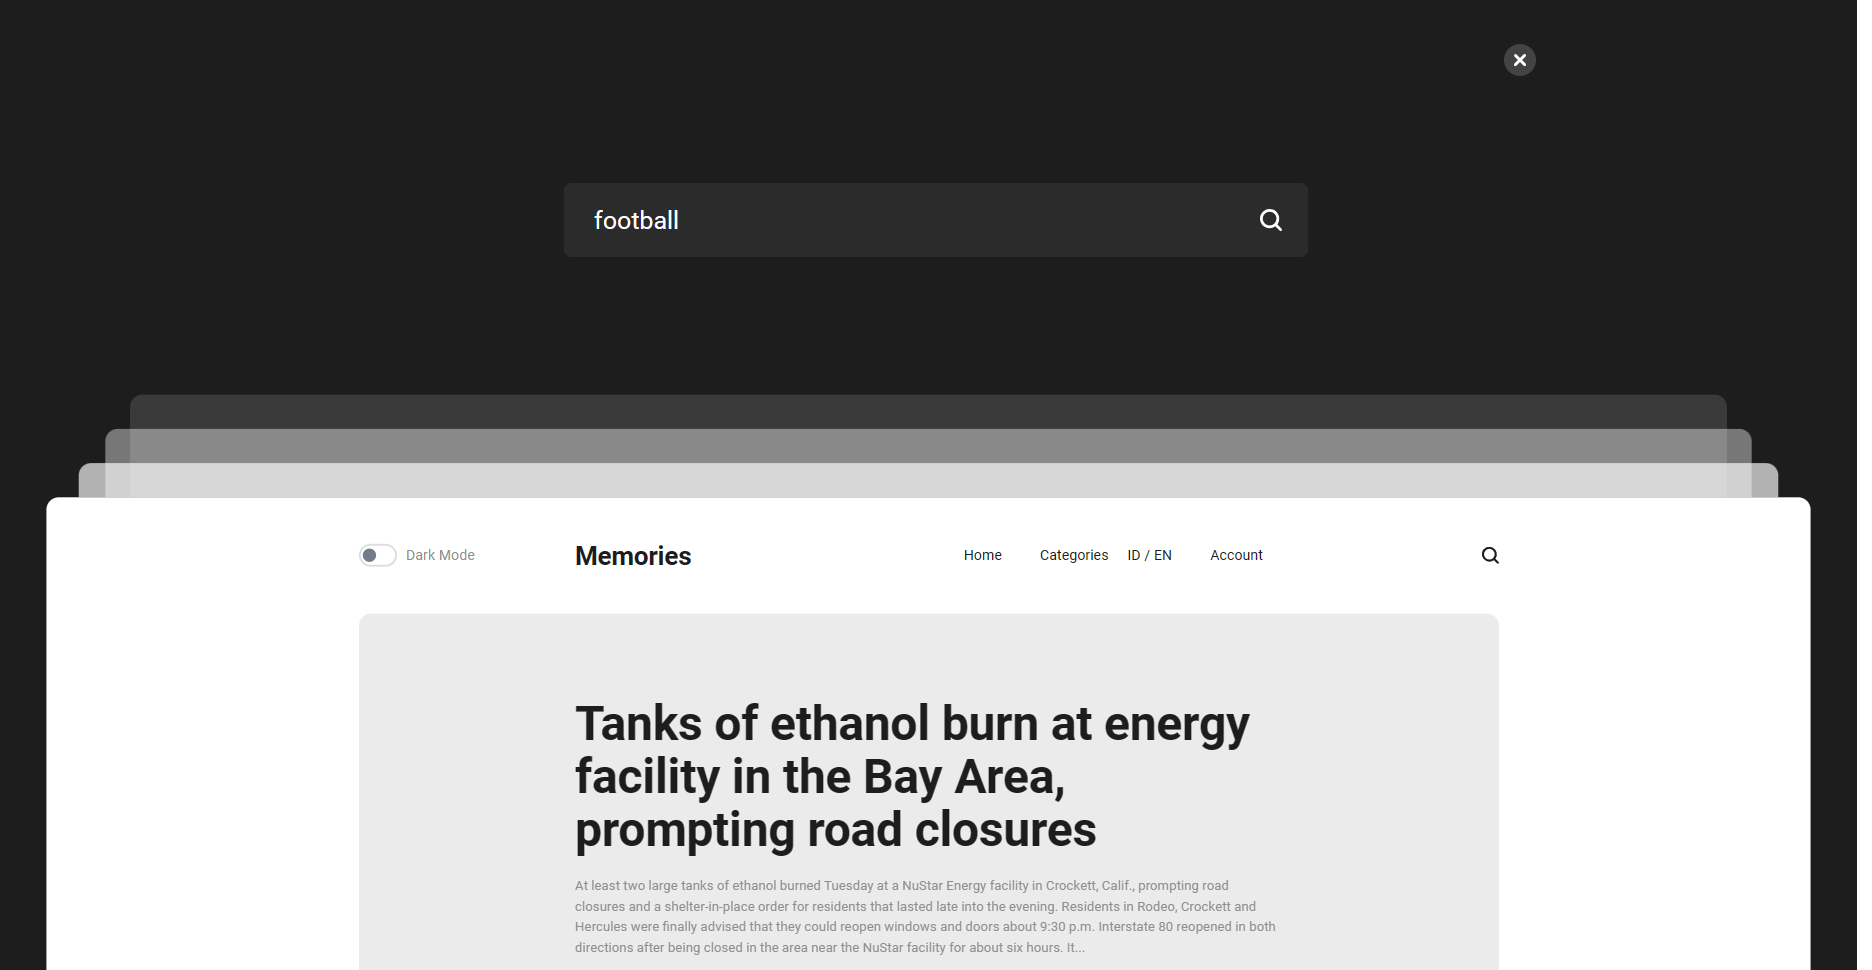 football
Dark Mode
Memories
Home
Categories
ID / EN
Account
Tanks of ethanol burn at energy
facility in the Bay Area,
prompting road closures
At least two large tanks of ethanol burned Tuesday at a NuStar Energy facility in Crockett, Calif., prompting road
closures and a shelter-in-place order for residents that lasted late into the evening. Residents in Rodeo, Crockett and
Hercules were finally advised that they could reopen windows and doors about 9:30 p.m. Interstate 80 reopened in both
directions after being closed in the area near the NuStar facility for about six hours. It...